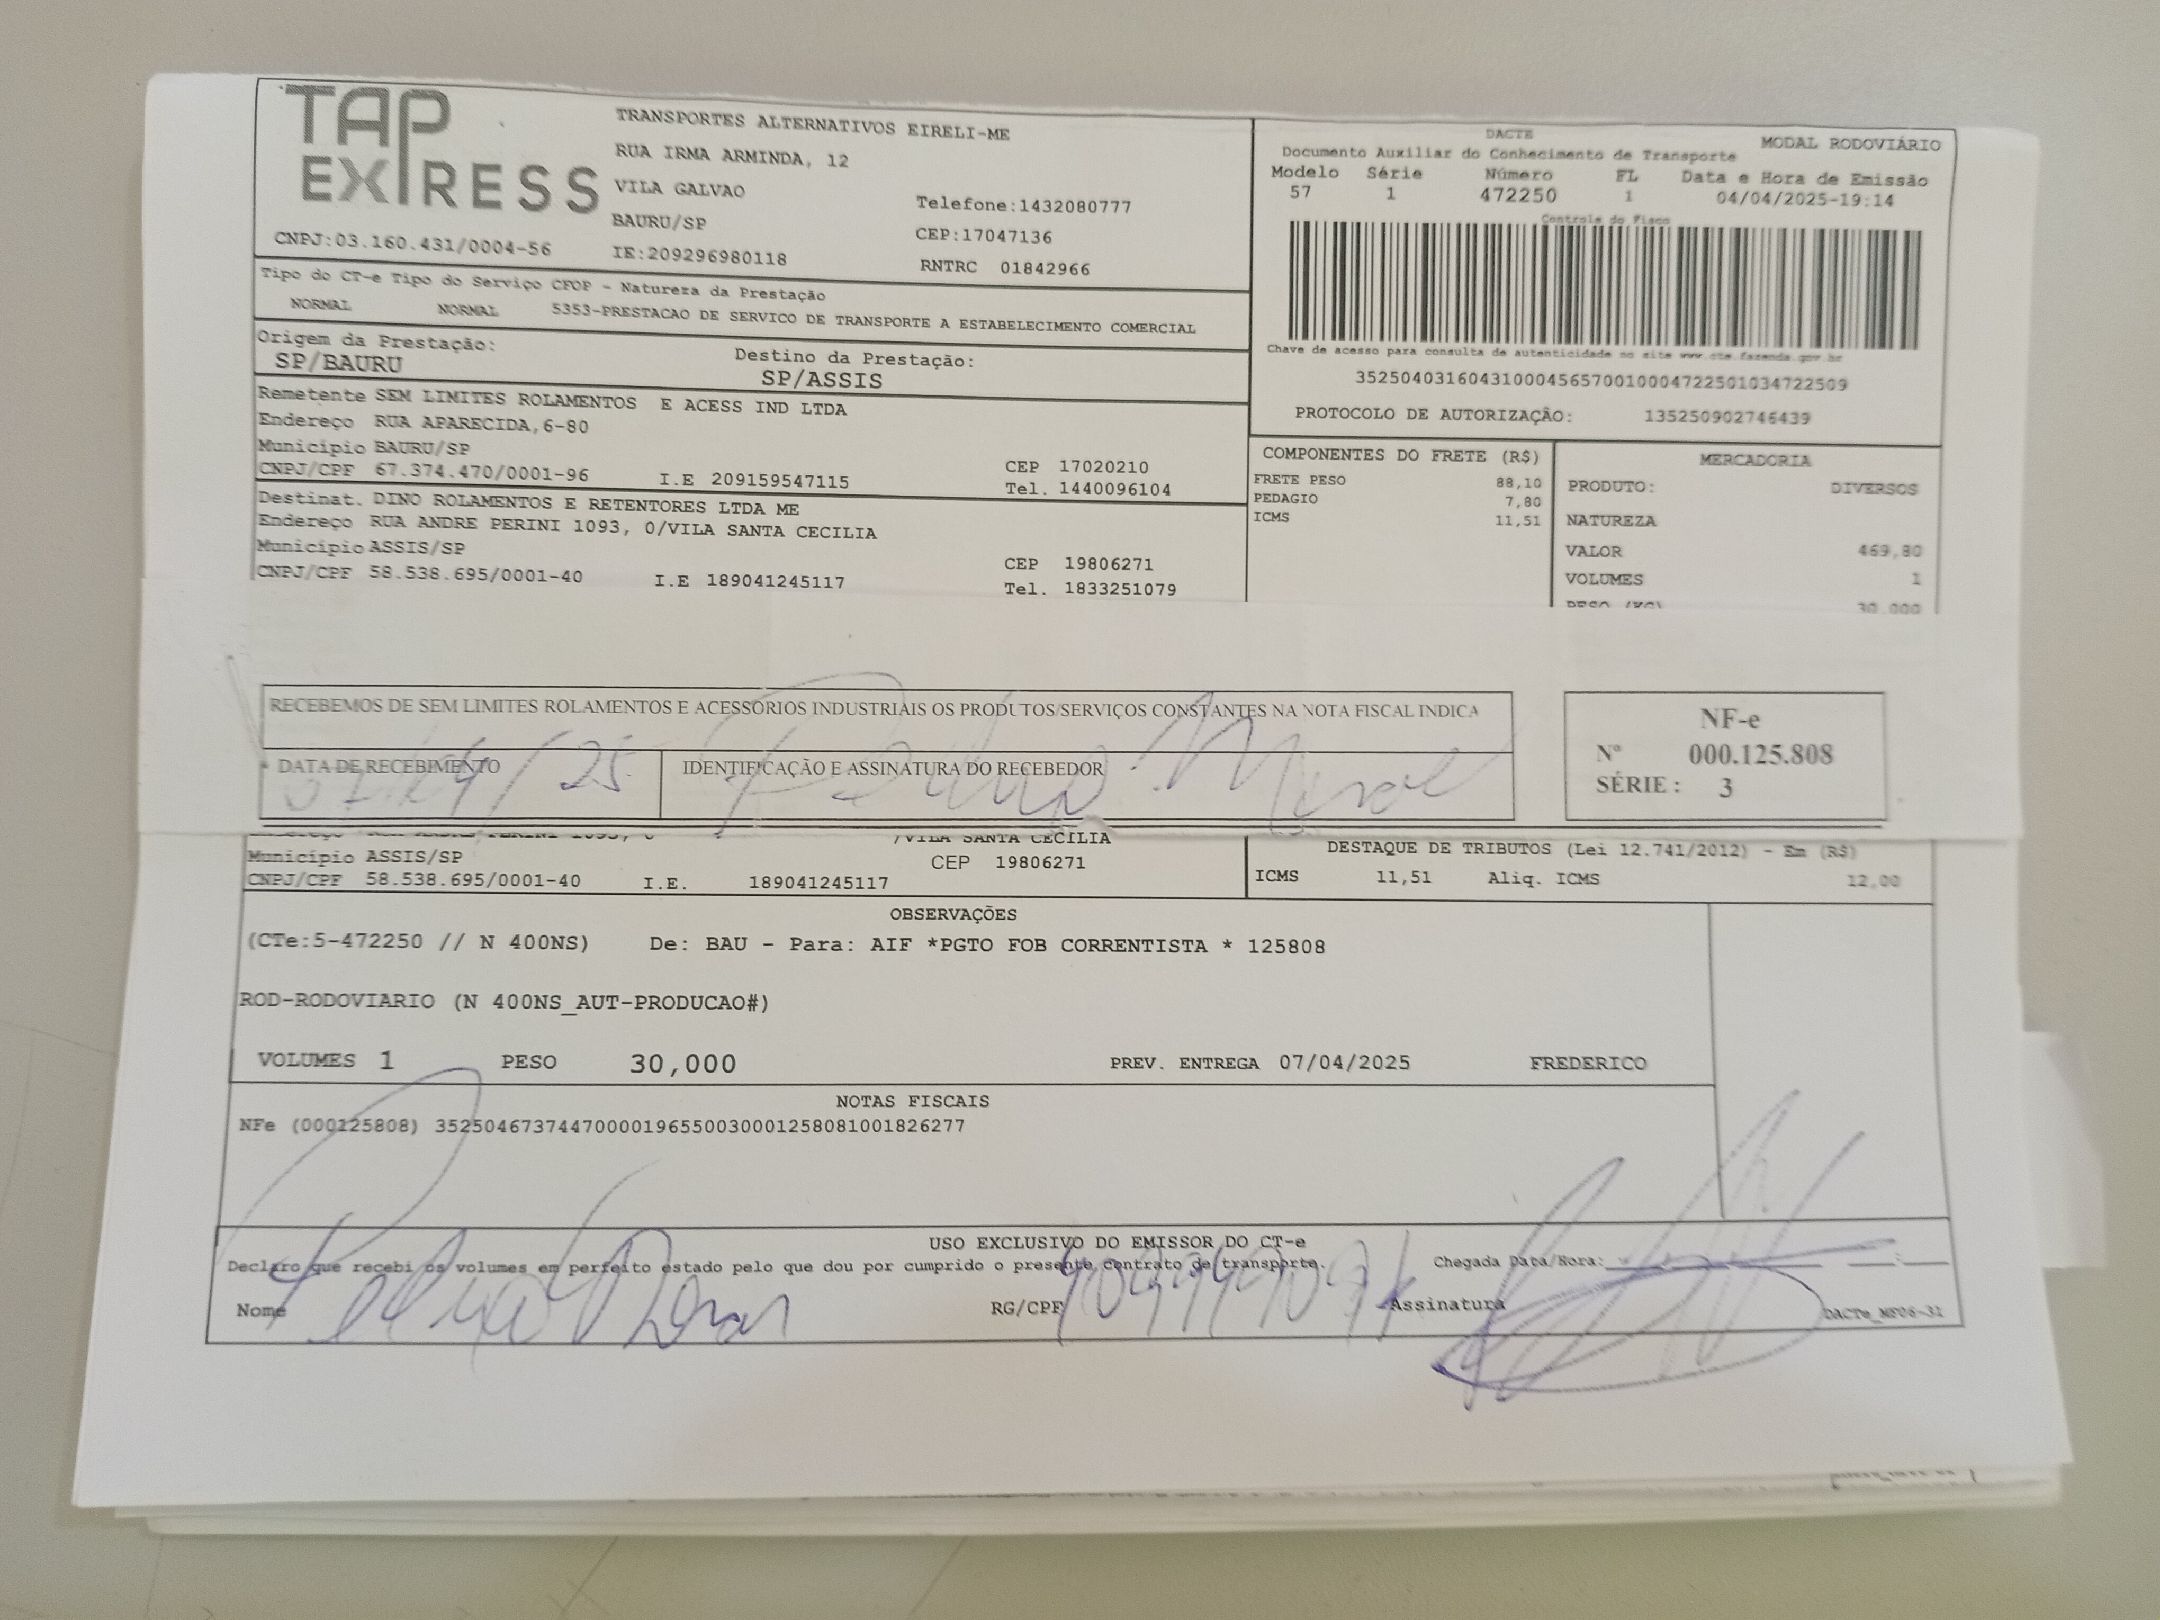 TAP EXPRESS
TRANSPORTES ALTERNATIVOS EIRELI-ME
RUA IRMA ARMINDA, 12
VILA GALVAO
Telefone:1432080777
BAURU/SP
CEP:17047136
CNPJ:03.160.431/0004-56
IE:209296980118
RNTRC 01842966
DACTE
MODAL RODOVIÁRIO
Documento Auxiliar do Conhecimento de Transporte
Modelo Série Número FL Data e Hora de Emissão
57 1 472250 1 04/04/2025-19:14
Controle do Fisco
Chave de acesso para consulta de autenticidade no site www.cte.fazenda.gov.br
35250403160431000456570010004722501034722509
PROTOCOLO DE AUTORIZAÇÃO: 135250902746439
Tipo do CT-e Tipo do Serviço CFOP - Natureza da Prestação
NORMAL NORMAL 5353-PRESTACAO DE SERVICO DE TRANSPORTE A ESTABELECIMENTO COMERCIAL
Origem da Prestação: Destino da Prestação:
SP/BAURU SP/ASSIS
Remetente SEM LIMITES ROLAMENTOS E ACESS IND LTDA
Endereço RUA APARECIDA,6-80
Município BAURU/SP
CEP 17020210
CNPJ/CPF 67.374.470/0001-96 I.E 209159547115 Tel. 1440096104
Destinat. DINO ROLAMENTOS E RETENTORES LTDA ME
Endereço RUA ANDRE PERINI 1093, 0/VILA SANTA CECILIA
Município ASSIS/SP
CEP 19806271
CNPJ/CPF 58.538.695/0001-40 I.E 189041245117 Tel. 1833251079
COMPONENTES DO FRETE (R$)
FRETE PESO 88,10
PEDAGIO 7,80
ICMS 11,51
MERCADORIA
PRODUTO: DIVERSOS
NATUREZA
VALOR 469,80
VOLUMES 1
PESO (KG) 30.000
RECEBEMOS DE SEM LIMITES ROLAMENTOS E ACESSORIOS INDUSTRIAIS OS PRODUTOS/SERVIÇOS CONSTANTES NA NOTA FISCAL INDICA
DATA DE RECEBIMENTO
IDENTIFICAÇÃO E ASSINATURA DO RECEBEDOR
NF-e
Nº 000.125.808
SÉRIE : 3
/VILA SANTA CECILIA
Município ASSIS/SP
CEP 19806271
CNPJ/CPF 58.538.695/0001-40 I.E. 189041245117
DESTAQUE DE TRIBUTOS (Lei 12.741/2012) - Em (R$)
ICMS 11,51 Aliq. ICMS 12,00
OBSERVAÇÕES
(CTe:5-472250 // N 400NS) De: BAU - Para: AIF *PGTO FOB CORRENTISTA * 125808
ROD-RODOVIARIO (N 400NS_AUT-PRODUCAO#)
VOLUMES 1 PESO 30,000 PREV. ENTREGA 07/04/2025 FREDERICO
NOTAS FISCAIS
NFe (000125808) 35250467374470000196550030001258081001826277
USO EXCLUSIVO DO EMISSOR DO CT-e
Declaro que recebi os volumes em perfeito estado pelo que dou por cumprido o presente contrato de transporte. Chegada Data/Hora:
Nome RG/CPF Assinatura
DACTe_MF06-31